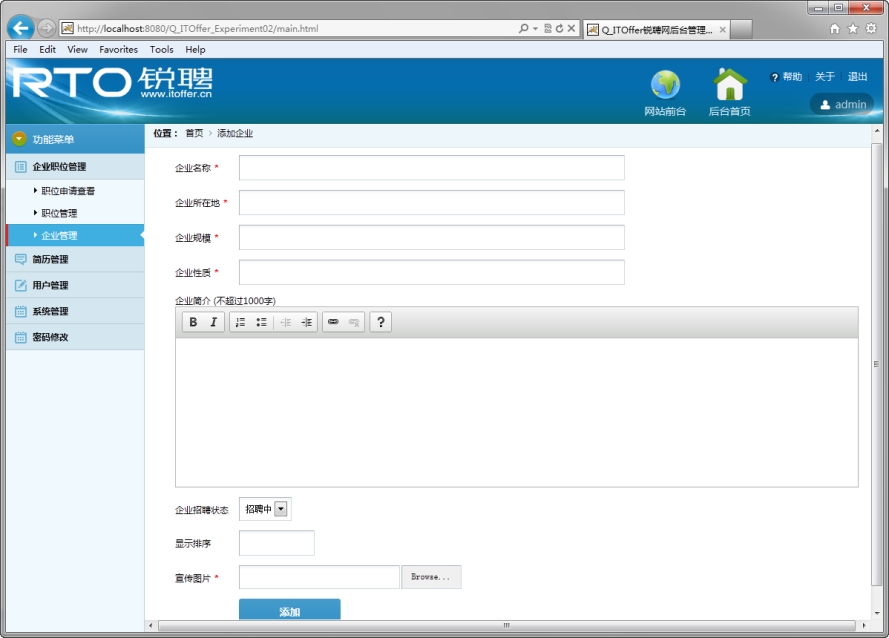 http://localhost:8080/Q_ITOffer_Experiment02/main.html
Q_ITOffer锐聘网后台管理...
File Edit View Favorites Tools Help
RTO 锐聘
www.itoffer.cn
网站前台
后台首页
? 帮助 关于 退出
admin
功能菜单
位置： 首页 > 添加企业
企业职位管理
职位申请查看
职位管理
企业管理
简历管理
用户管理
系统管理
密码修改
企业名称 *
企业所在地 *
企业规模 *
企业性质 *
企业简介 (不超过1000字)
B I ?
企业招聘状态 招聘中
显示排序
宣传图片 * Browse...
添加